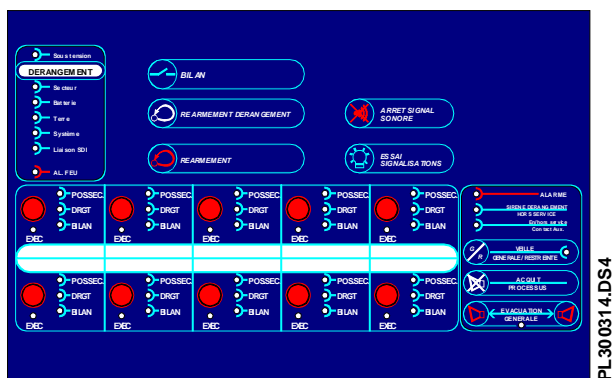 Sous tension
DERANGEMENT
Secteur
Batterie
Terre
Système
Liaison SDI
AL. FEU
BILAN
REARMEMENT DERANGEMENT
REARMEMENT
ARRET SIGNAL
SONORE
ESSAI
SIGNALISATIONS
POSSEC.
DRGT
BILAN
EXEC
POSSEC.
DRGT
BILAN
EXEC
POSSEC.
DRGT
BILAN
EXEC
POSSEC.
DRGT
BILAN
EXEC
POSSEC.
DRGT
BILAN
EXEC
POSSEC.
DRGT
BILAN
EXEC
POSSEC.
DRGT
BILAN
EXEC
POSSEC.
DRGT
BILAN
EXEC
POSSEC.
DRGT
BILAN
EXEC
POSSEC.
DRGT
BILAN
EXEC
ALARME
SIRENE DERANGEMENT
HORS SERVICE
En/hors service
Contact Aux.
G/R
VEILLE
GENERALE/RESTREINTE
ACQUIT
PROCESSUS
EVACUATION
GENERALE
PL300314.DS4